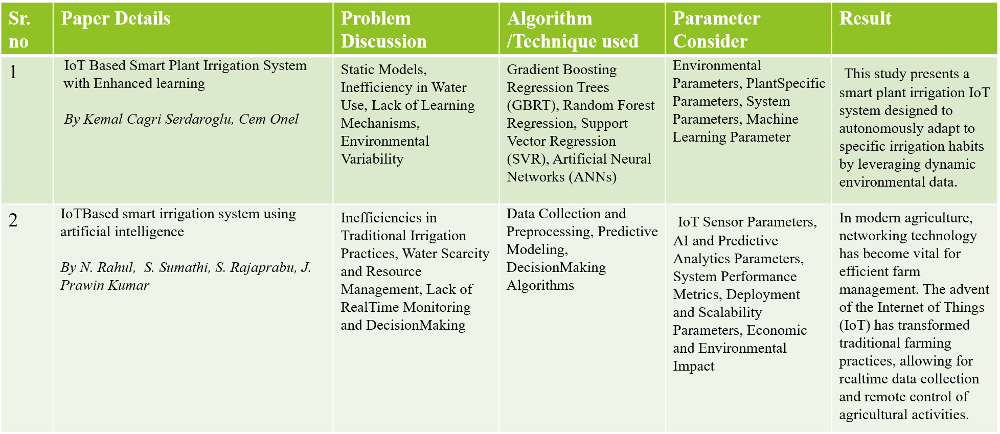 Sr.
no
Paper Details
Problem
Discussion
Algorithm
/Technique used
Parameter
Consider
Result
1
IoT Based Smart Plant Irrigation System
with Enhanced learning
By Kemal Cagri Serdaroglu, Cem Onel
Static Models,
Inefficiency in Water
Use, Lack of Learning
Mechanisms,
Environmental
Variability
Gradient Boosting
Regression Trees
(GBRT), Random Forest
Regression, Support
Vector Regression
(SVR), Artificial Neural
Networks (ANNs)
Environmental
Parameters, PlantSpecific
Parameters, System
Parameters, Machine
Learning Parameter
This study presents a
smart plant irrigation IoT
system designed to
autonomously adapt to
specific irrigation habits
by leveraging dynamic
environmental data.
2
IoTBased smart irrigation system using
artificial intelligence
By N. Rahul,  S. Sumathi, S. Rajaprabu, J.
Prawin Kumar
Inefficiencies in
Traditional Irrigation
Practices, Water Scarcity
and Resource
Management, Lack of
RealTime Monitoring
and DecisionMaking
Data Collection and
Preprocessing, Predictive
Modeling,
DecisionMaking
Algorithms
IoT Sensor Parameters,
AI and Predictive
Analytics Parameters,
System Performance
Metrics, Deployment
and Scalability
Parameters, Economic
and Environmental
Impact
In modern agriculture,
networking technology
has become vital for
efficient farm
management. The advent
of the Internet of Things
(IoT) has transformed
traditional farming
practices, allowing for
realtime data collection
and remote control of
agricultural activities.